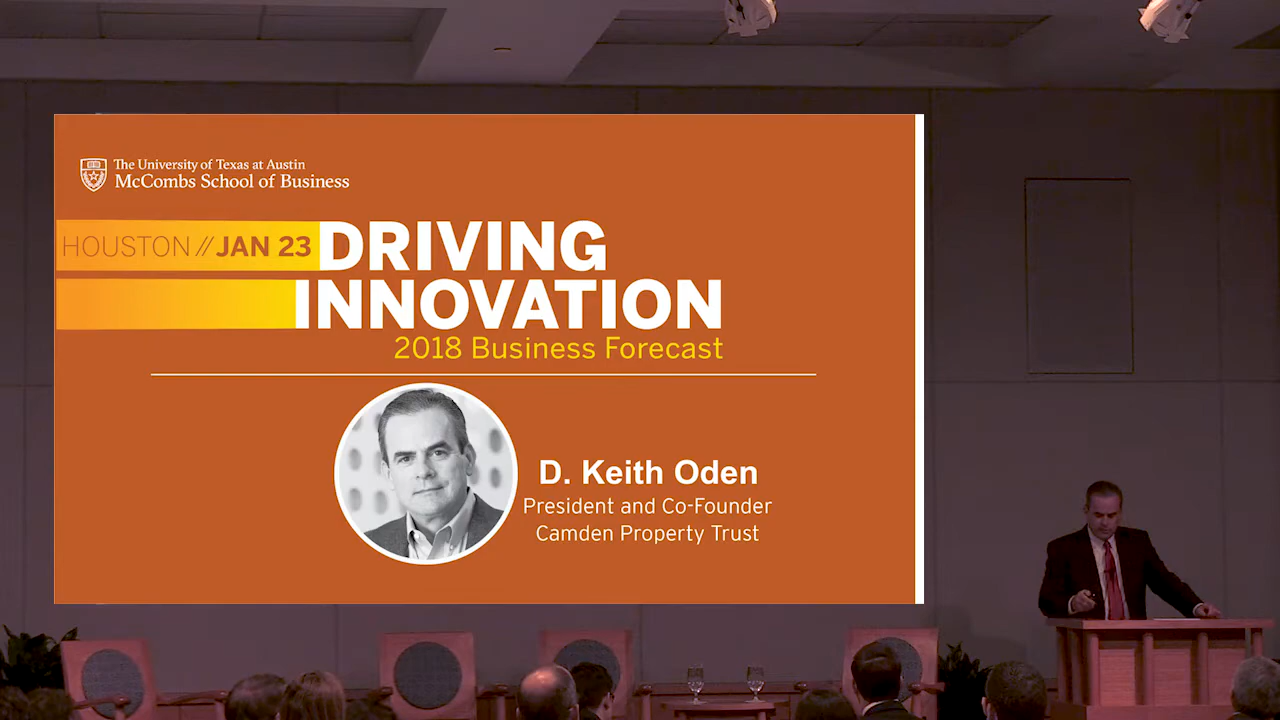 The University of Texas at Austin
McCombs School of Business
HOUSTON // JAN 23 DRIVING
INNOVATION
2018 Business Forecast
D. Keith Oden
President and Co-Founder
Camden Property Trust